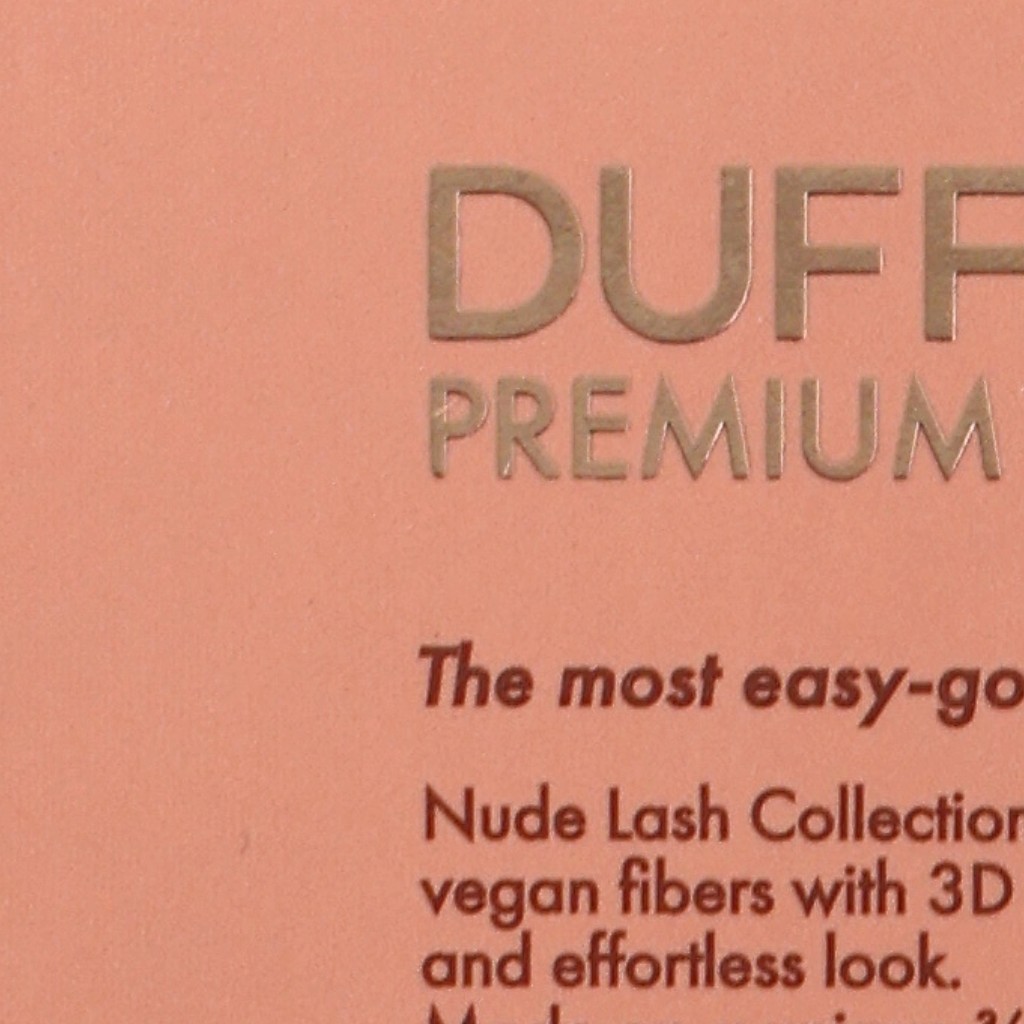 DUFF
PREMIUM
The most easy-go
Nude Lash Collection
vegan fibers with 3D
and effortless look.